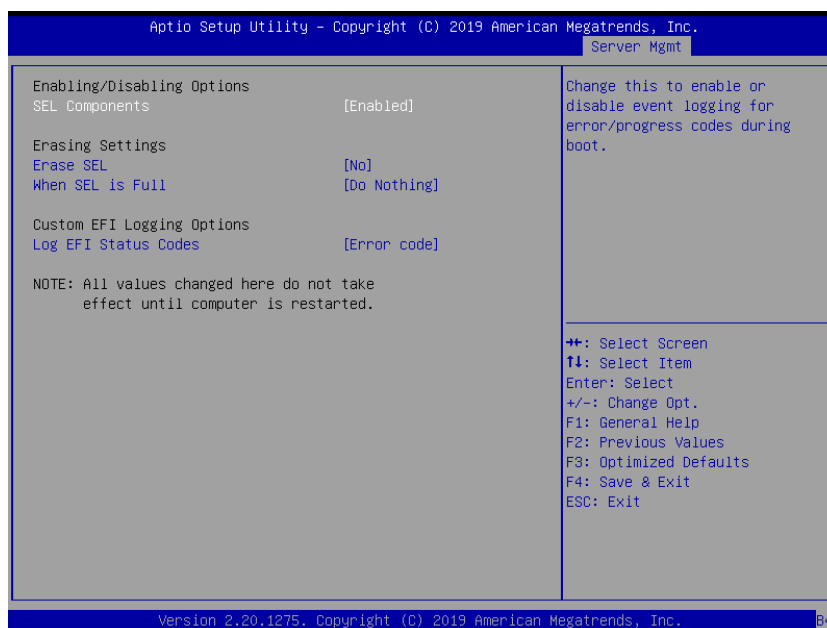 Aptio Setup Utility – Copyright (C) 2019 American Megatrends, Inc.
Server Mgmt
Enabling/Disabling Options
SEL Components [Enabled]
Erasing Settings
Erase SEL [No]
When SEL is Full [Do Nothing]
Custom EFI Logging Options
Log EFI Status Codes [Error code]
NOTE: All values changed here do not take
effect until computer is restarted.
Change this to enable or
disable event logging for
error/progress codes during
boot.
→←: Select Screen
↑↓: Select Item
Enter: Select
+/-: Change Opt.
F1: General Help
F2: Previous Values
F3: Optimized Defaults
F4: Save & Exit
ESC: Exit
Version 2.20.1275. Copyright (C) 2019 American Megatrends, Inc.